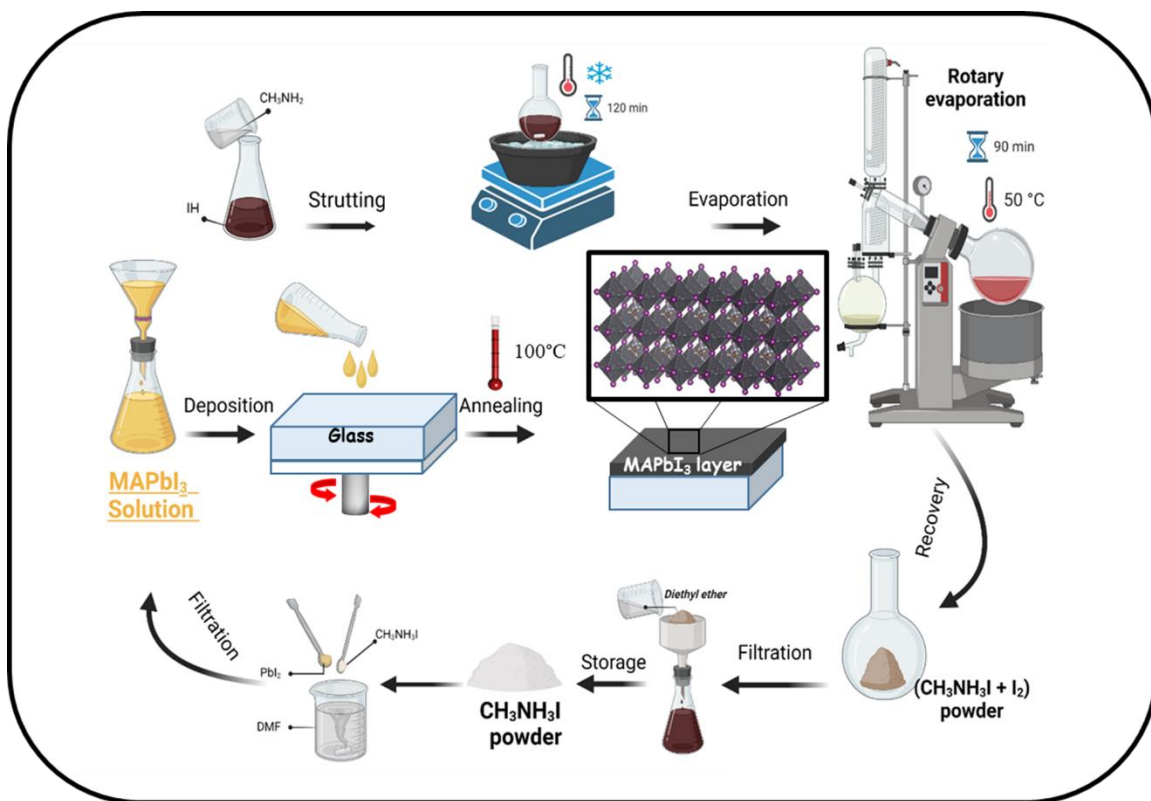 CH₃NH₂
IH
Strutting
120 min
Evaporation
Rotary
evaporation
90 min
50 °C
Recovery
(CH₃NH₃I + I₂)
powder
Filtration
Diethyl ether
Storage
CH₃NH₃I
powder
CH₃NH₃I
PbI₂
DMF
Filtration
MAPbI₃
Solution
Deposition
Glass
Annealing
100°C
MAPbI₃ layer